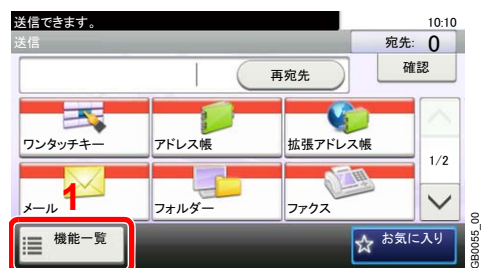 送信できます。 10:10
送信 宛先: 0
再宛先 確認
ワンタッチキー アドレス帳 拡張アドレス帳
1/2
メール フォルダー ファクス
1
機能一覧 お気に入り
GB0055_00